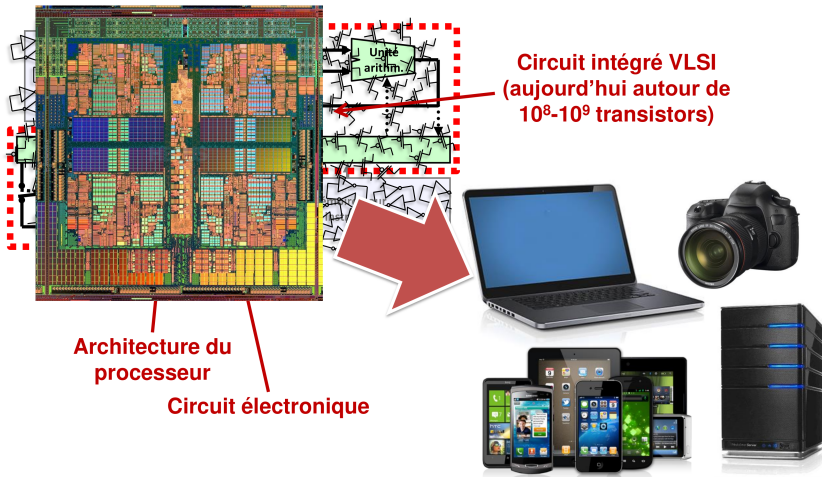 Unité
arithm.
Circuit intégré VLSI
(aujourd’hui autour de
10⁸-10⁹ transistors)
Architecture du
processeur
Circuit électronique